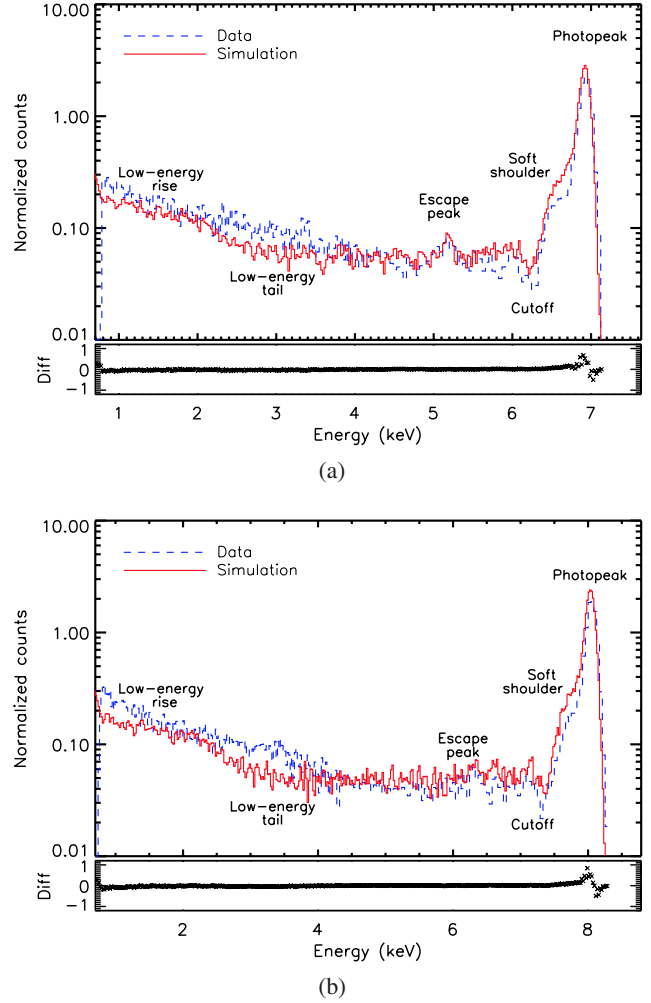 10.00
Data
Simulation
Photopeak
Normalized counts
1.00
Low-energy
rise
Soft
shoulder
Escape
peak
0.10
Low-energy
tail
Cutoff
0.01
Diff
1
0
-1
1 2 3 4 5 6 7
Energy (keV)
(a)
10.00
Data
Simulation
Photopeak
Normalized counts
1.00
Low-energy
rise
Soft
shoulder
Escape
peak
0.10
Low-energy
tail
Cutoff
0.01
Diff
1
0
-1
2 4 6 8
Energy (keV)
(b)